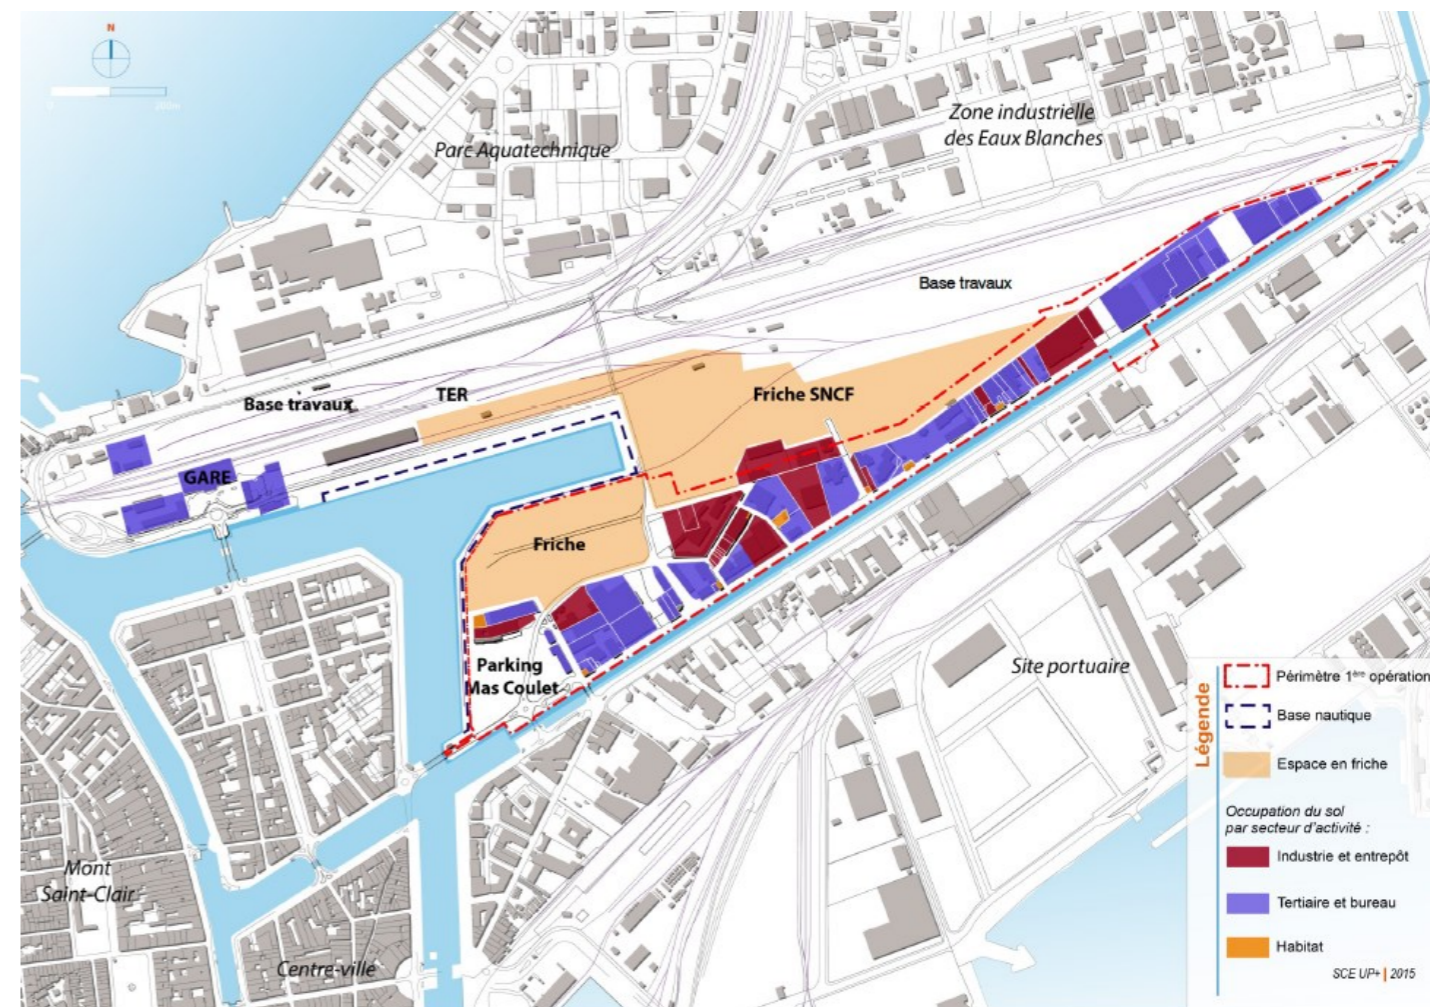 N
0
200m
Parc Aquatechnique
Zone industrielle
des Eaux Blanches
Base travaux
Base travaux
TER
Friche SNCF
GARE
Friche
Parking
Mas Coulet
Site portuaire
Mont
Saint-Clair
Centre-ville
Légende
Périmètre 1ère opération
Base nautique
Espace en friche
Occupation du sol
par secteur d'activité :
Industrie et entrepôt
Tertiaire et bureau
Habitat
SCE UP+ | 2015